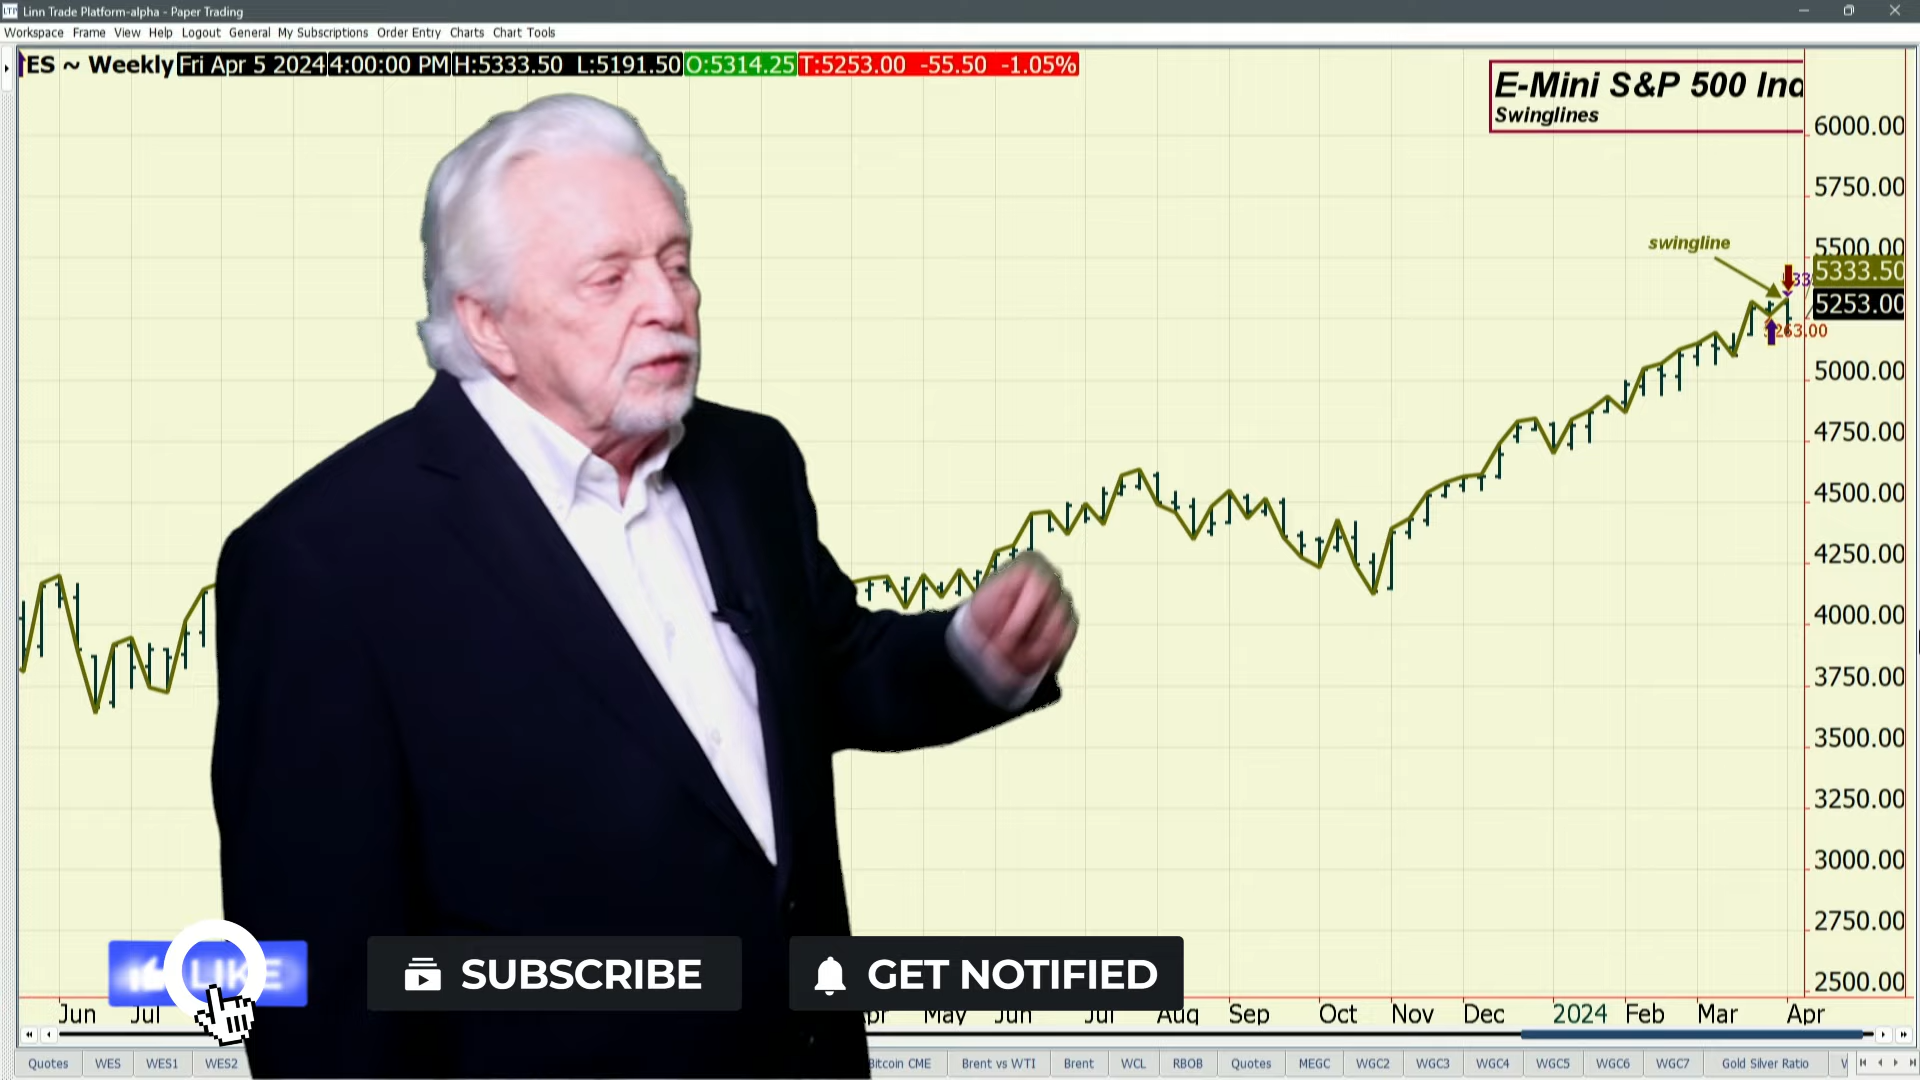 Linn Trade Platform-alpha - Paper Trading
Workspace Frame View Help Logout General My Subscriptions Order Entry Charts Chart Tools
ES ~ Weekly Fri Apr 5 2024 4:00:00 PM H:5333.50 L:5191.50 O:5314.25 T:5253.00 -55.50 -1.05%
E-Mini S&P 500 Ind
Swinglines
6000.00
5750.00
swingline
5500.00
5333.50
5253.00
5263.00
5000.00
4750.00
4500.00
4250.00
4000.00
3750.00
3500.00
3250.00
3000.00
2750.00
2500.00
LIKE
SUBSCRIBE
GET NOTIFIED
Jun Jul Apr May Jun Jul Aug Sep Oct Nov Dec 2024 Feb Mar Apr
Quotes WES WES1 WES2 Bitcoin CME Brent vs WTI Brent WCL RBOB Quotes MEGC WGC2 WGC3 WGC4 WGC5 WGC6 WGC7 Gold Silver Ratio